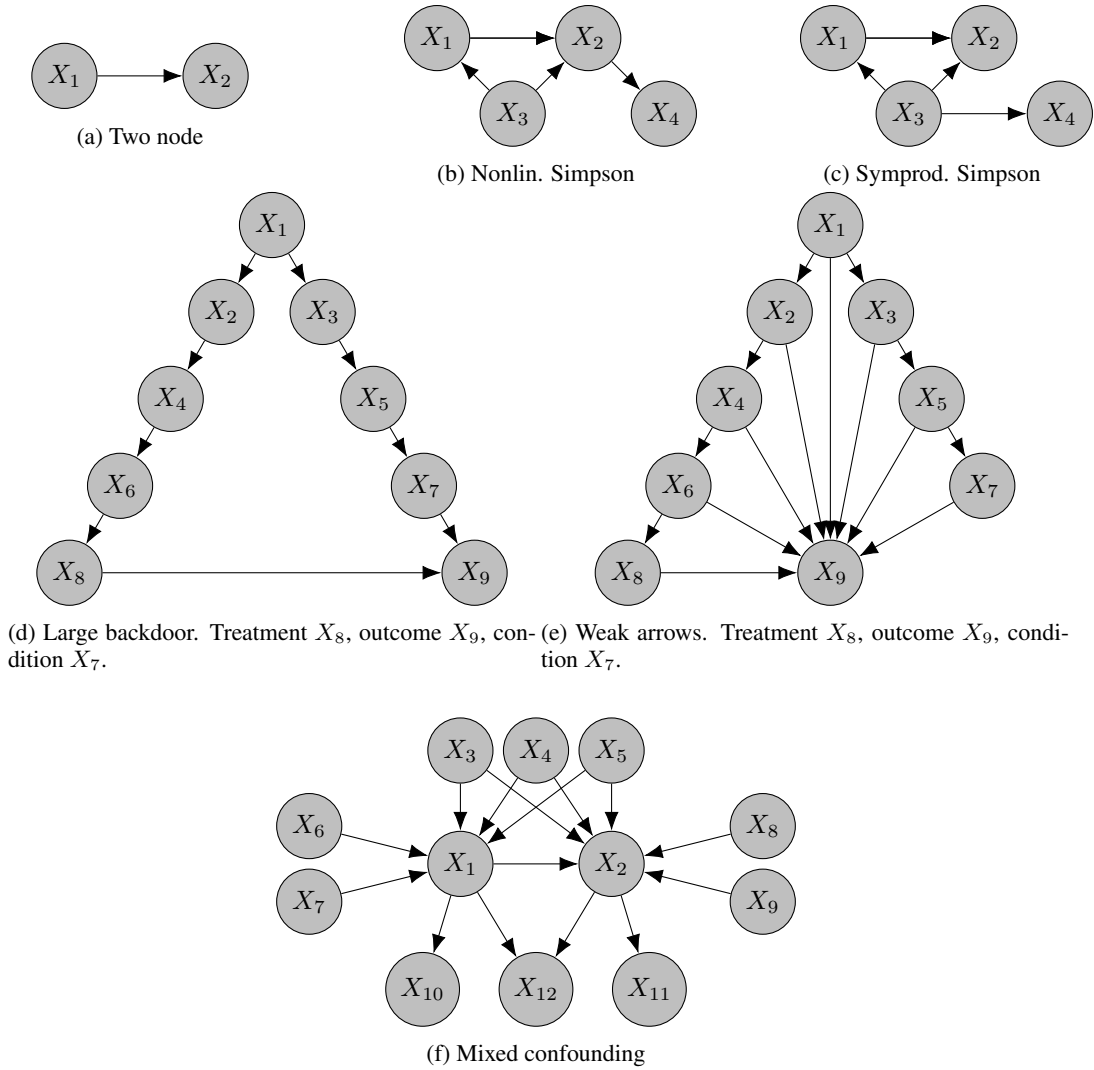 X₁ X₂
(a) Two node
X₁ X₂
X₃ X₄
(b) Nonlin. Simpson
X₁ X₂
X₃ X₄
(c) Symprod. Simpson
X₁
X₂ X₃
X₄ X₅
X₆ X₇
X₈ X₉
(d) Large backdoor. Treatment X₈, outcome X₉, con-
dition X₇.
X₁
X₂ X₃
X₄ X₅
X₆ X₇
X₈ X₉
(e) Weak arrows. Treatment X₈, outcome X₉, condi-
tion X₇.
X₃ X₄ X₅
X₆ X₈
X₁ X₂
X₇ X₉
X₁₀ X₁₂ X₁₁
(f) Mixed confounding